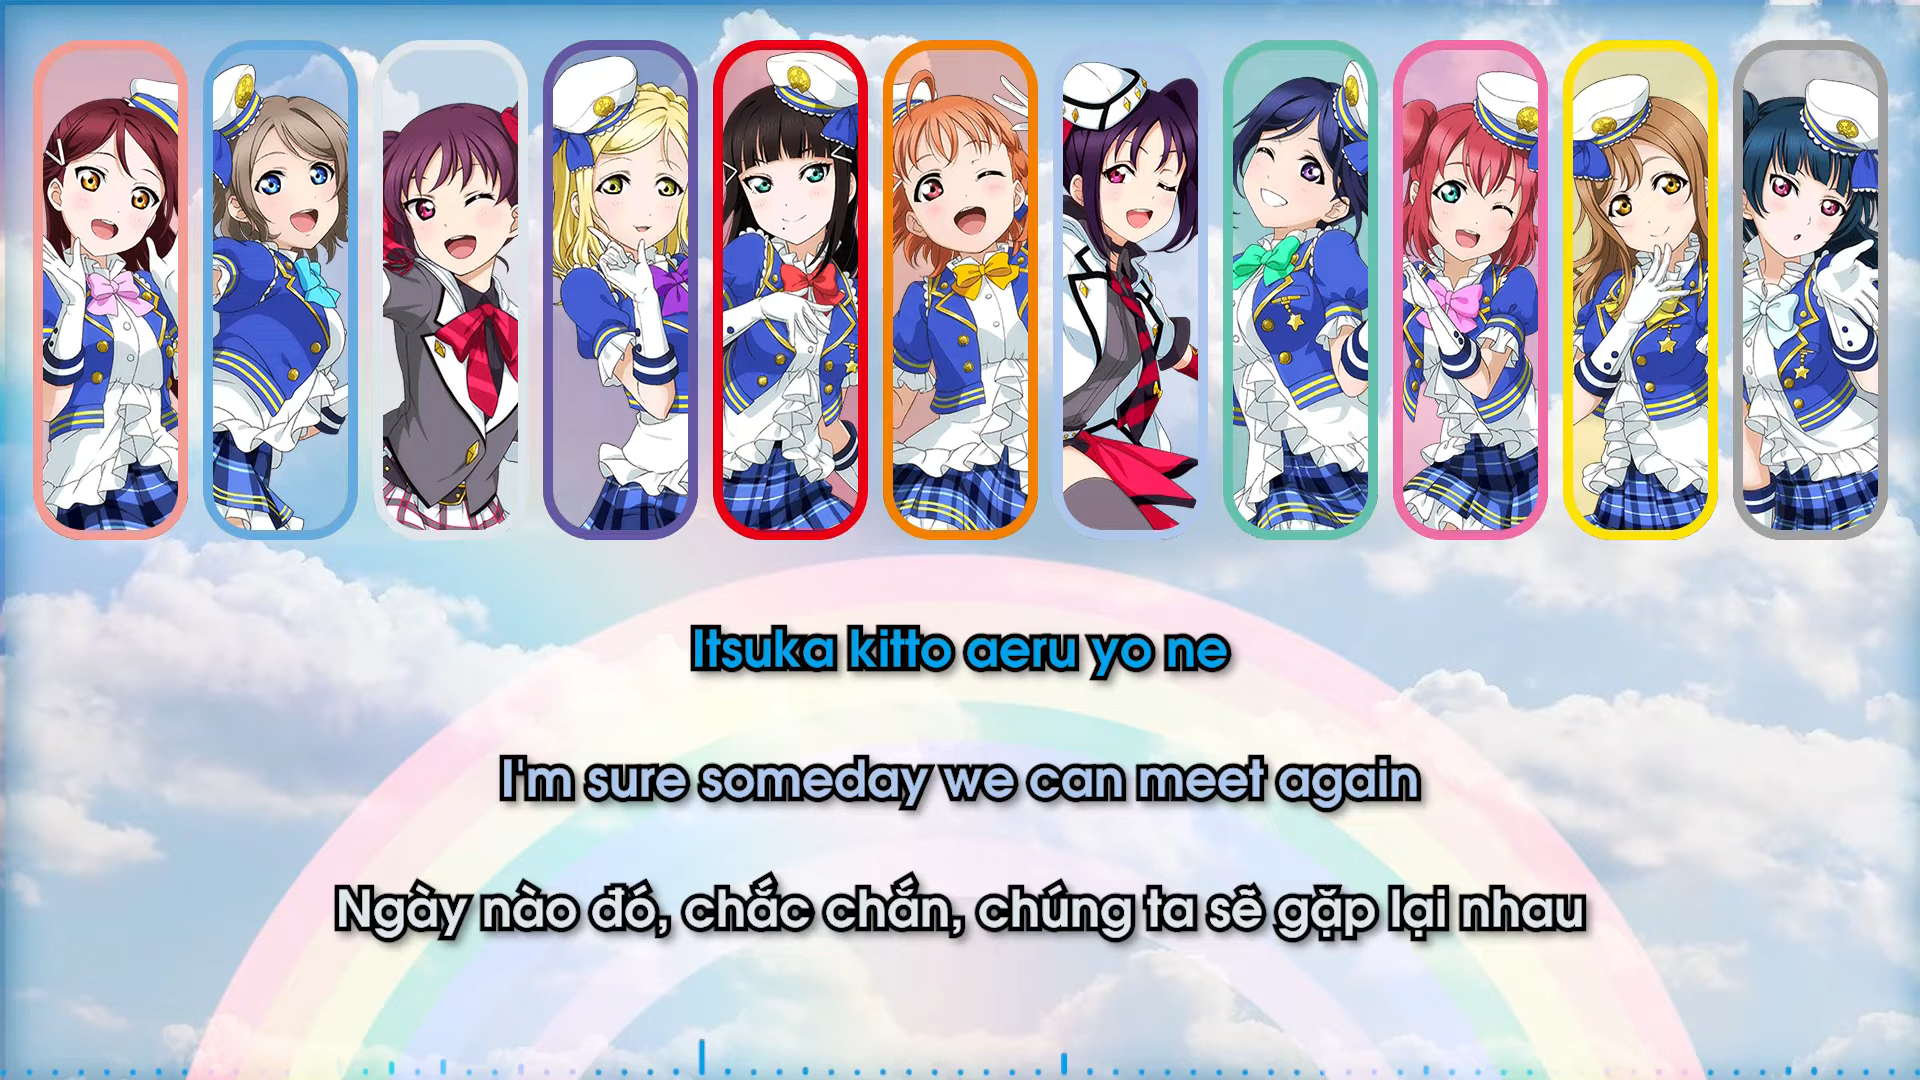 Itsuka kitto aeru yo ne
I'm sure someday we can meet again
Ngày nào đó, chắc chắn, chúng ta sẽ gặp lại nhau